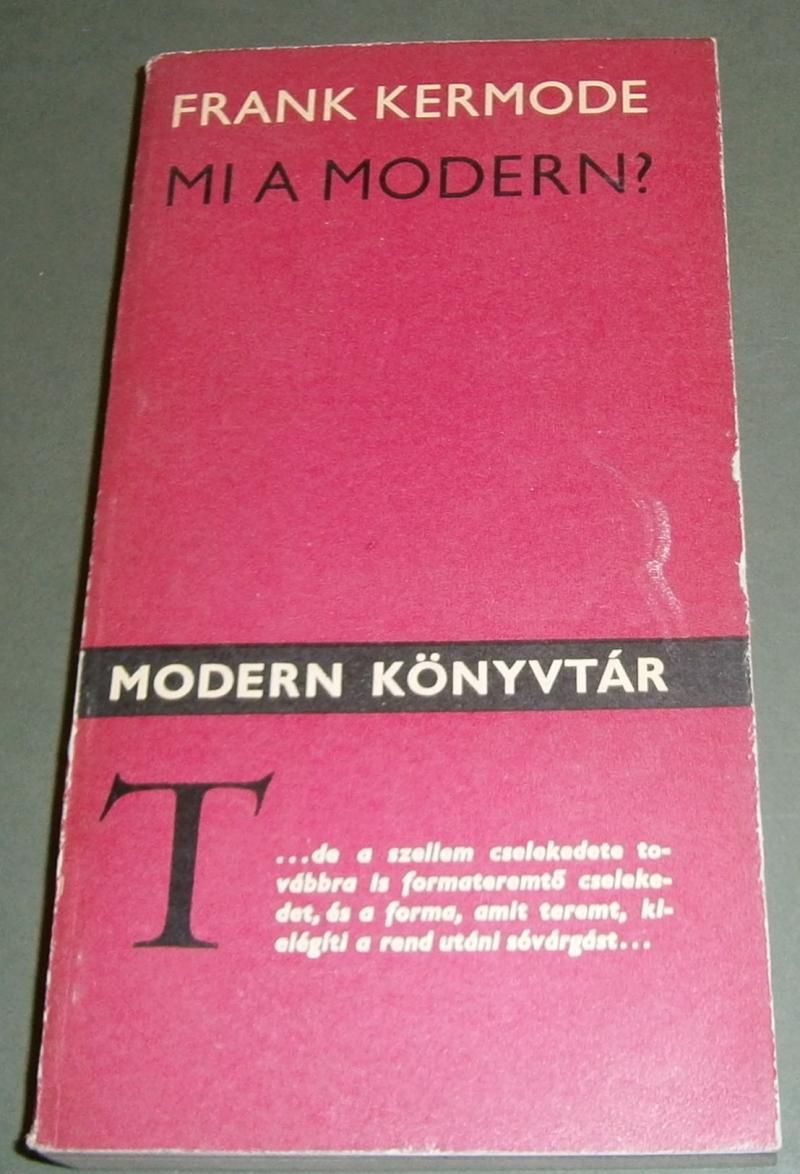 FRANK KERMODE
MI A MODERN?
MODERN KÖNYVTÁR
T
...de a szellem cselekedete to-
vábbra is formateremtő cseleke-
det, és a forma, amit teremt, ki-
elégíti a rend utáni sóvárgást...